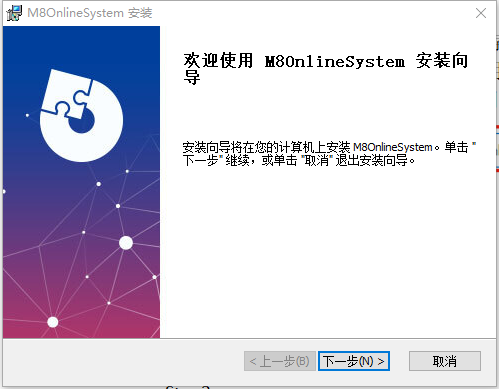 M8OnlineSystem 安装
欢迎使用 M8OnlineSystem 安装向
导
安装向导将在您的计算机上安装 M8OnlineSystem。单击 "
下一步" 继续，或单击 "取消" 退出安装向导。
< 上一步(B)
下一步(N) >
取消